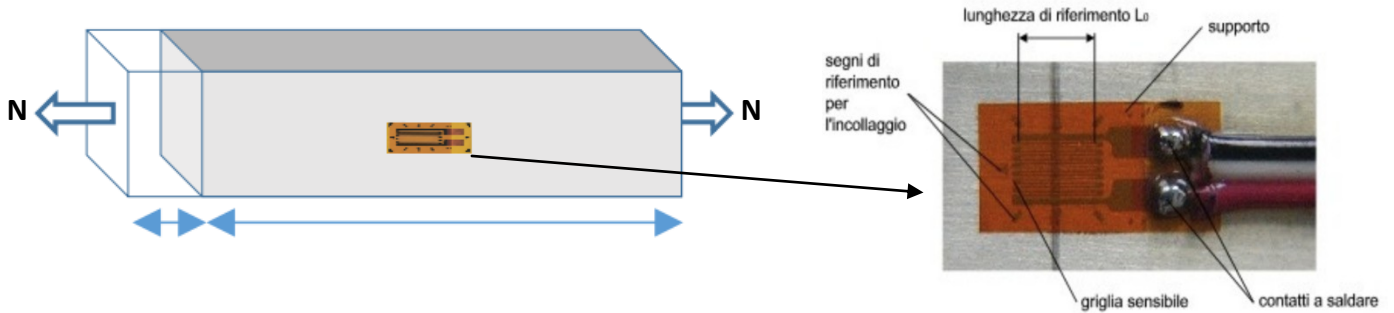 N
N
lunghezza di riferimento L₀
supporto
segni di
riferimento
per
l'incollaggio
griglia sensibile
contatti a saldare